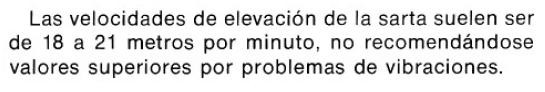 Las velocidades de elevación de la sarta suelen ser
de 18 a 21 metros por minuto, no recomendándose
valores superiores por problemas de vibraciones.